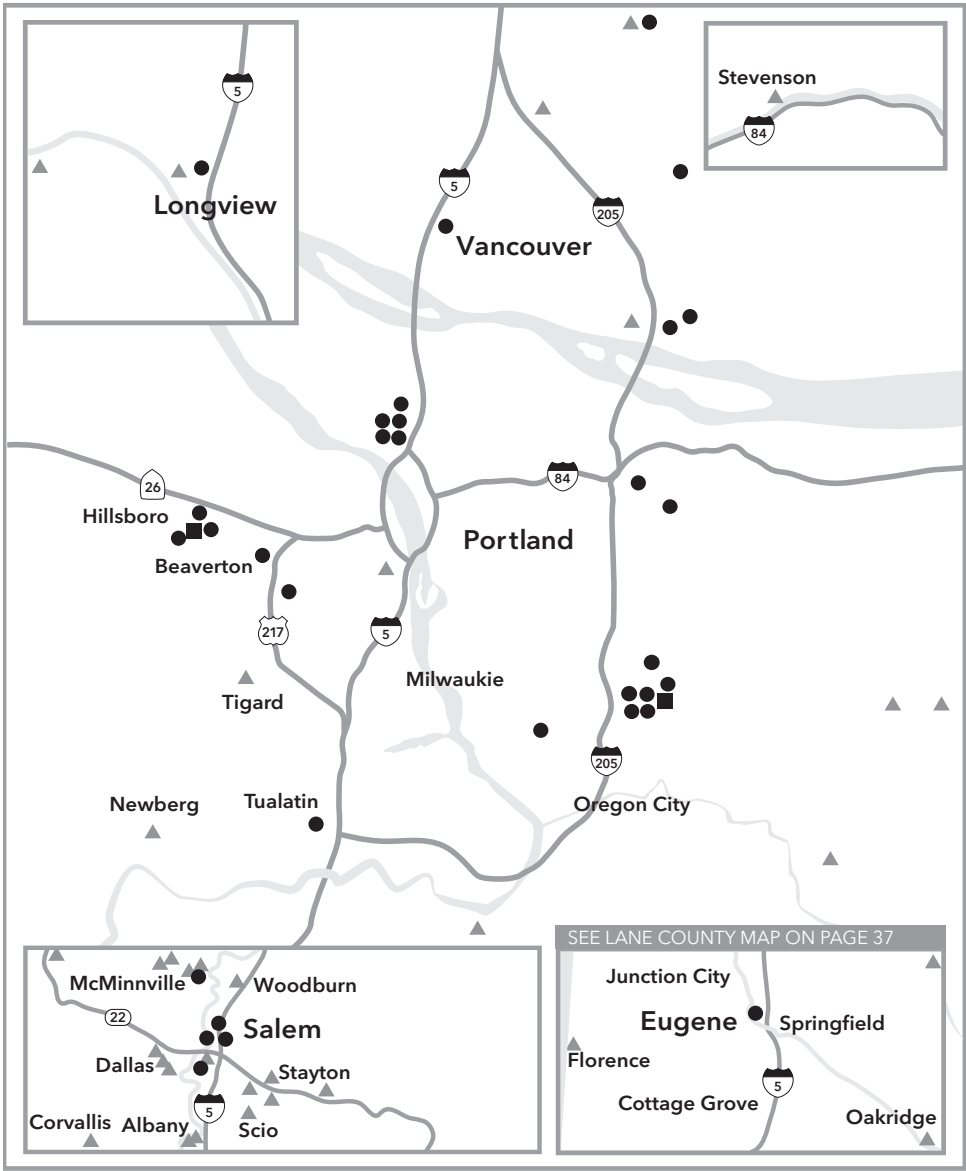 5
Longview
Stevenson
84
5
205
Vancouver
26
84
Hillsboro
Portland
Beaverton
217
5
Milwaukie
Tigard
205
Newberg
Tualatin
Oregon City
McMinnville
Woodburn
22
Salem
Dallas
Stayton
5
Corvallis
Albany
Scio
SEE LANE COUNTY MAP ON PAGE 37
Junction City
Eugene
Springfield
Florence
5
Cottage Grove
Oakridge